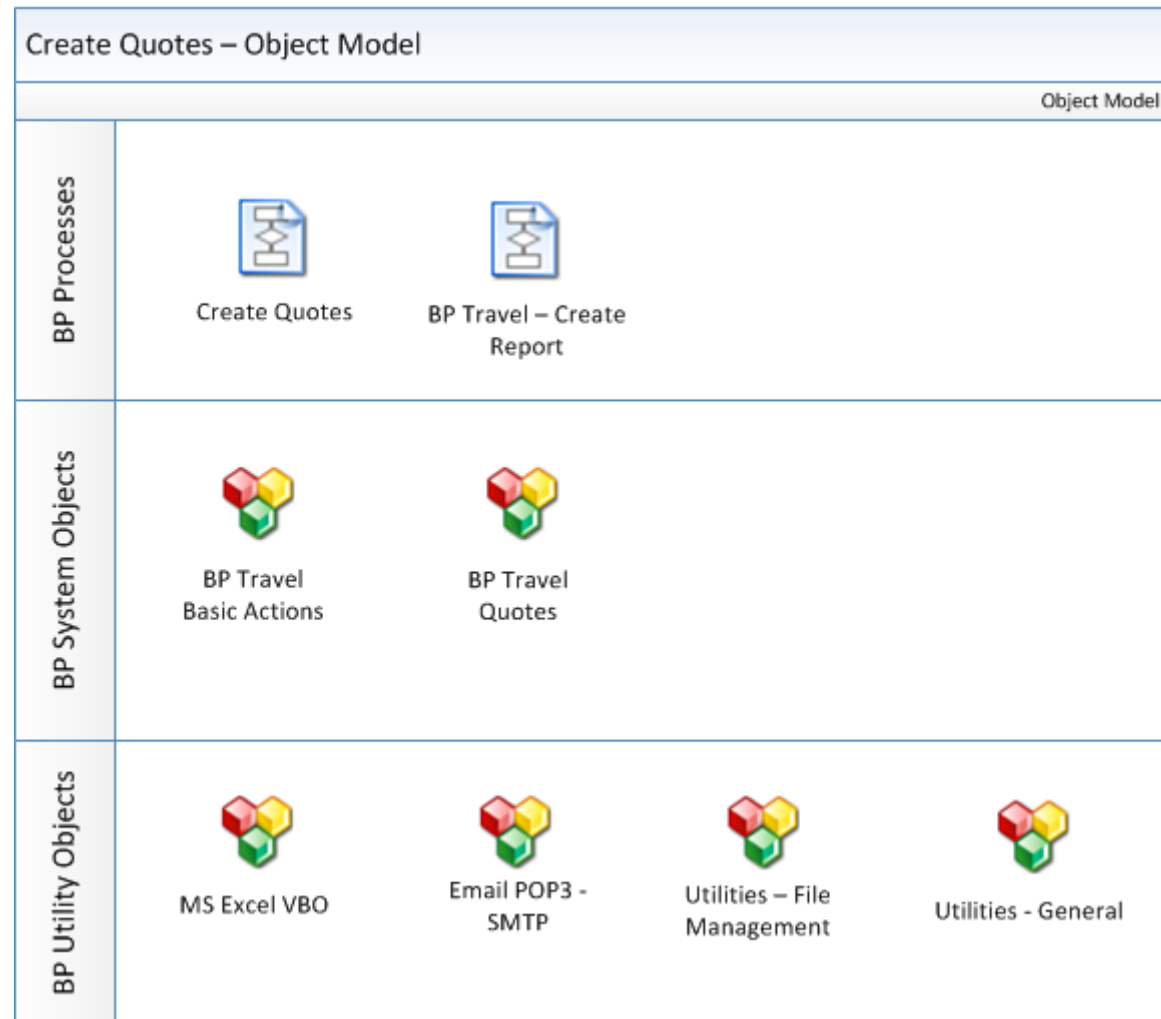 Create Quotes – Object Model
Object Model
BP Processes
Create Quotes
BP Travel – Create
Report
BP System Objects
BP Travel
Basic Actions
BP Travel
Quotes
BP Utility Objects
MS Excel VBO
Email POP3 -
SMTP
Utilities – File
Management
Utilities - General